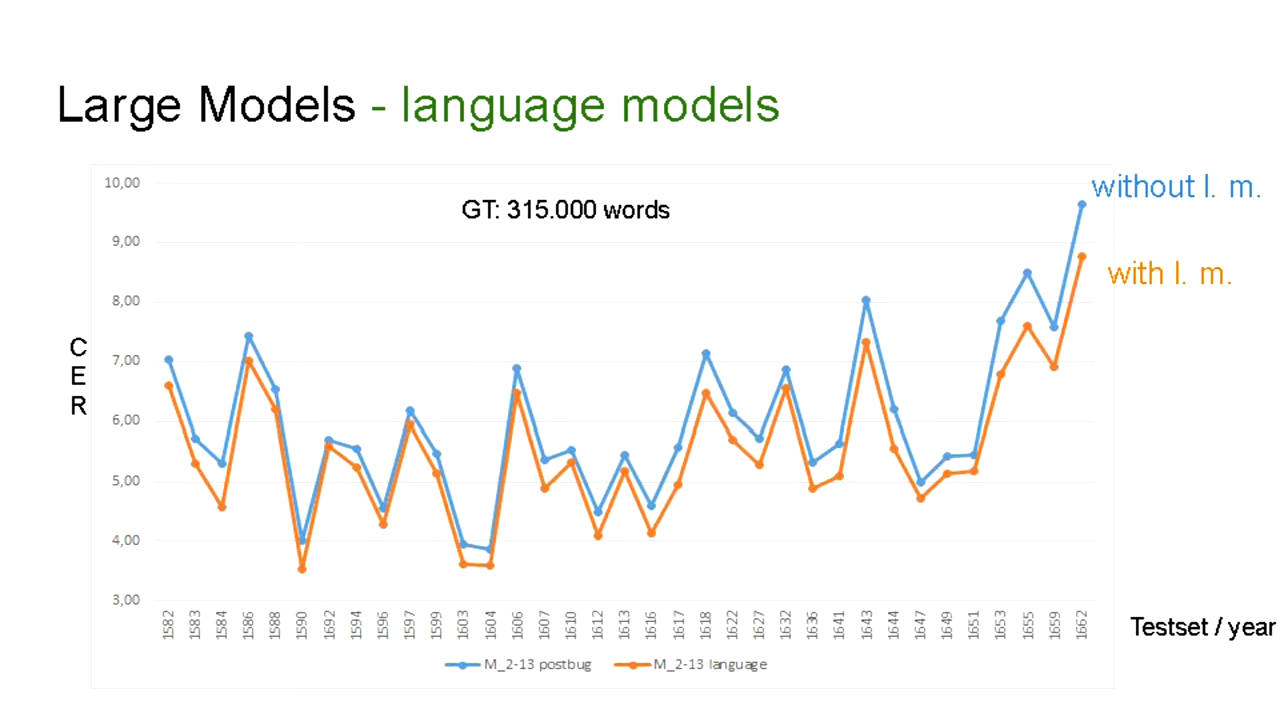 Large Models - language models
10,00
9,00
8,00
7,00
6,00
5,00
4,00
3,00
GT: 315.000 words
without l. m.
with l. m.
C
E
R
1582 1583 1584 1586 1588 1590 1692 1594 1596 1597 1599 1603 1604 1606 1607 1610 1612 1613 1616 1617 1618 1622 1627 1632 1636 1641 1643 1644 1647 1649 1651 1653 1655 1659 1662
Testset / year
M_2-13 postbug M_2-13 language